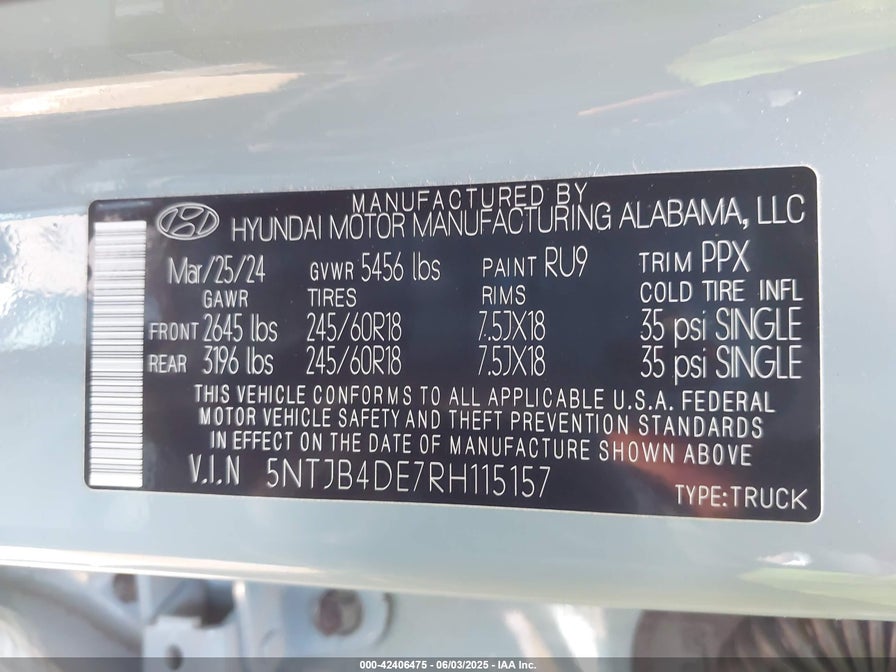 MANUFACTURED BY
HYUNDAI MOTOR MANUFACTURING ALABAMA, LLC
Mar/25/24 GVWR 5456 lbs PAINT RU9 TRIM PPX
GAWR TIRES RIMS COLD TIRE INFL
FRONT 2645 lbs 245/60R18 7.5JX18 35 psi SINGLE
REAR 3196 lbs 245/60R18 7.5JX18 35 psi SINGLE
THIS VEHICLE CONFORMS TO ALL APPLICABLE U.S.A. FEDERAL
MOTOR VEHICLE SAFETY AND THEFT PREVENTION STANDARDS
IN EFFECT ON THE DATE OF MANUFACTURE SHOWN ABOVE
V.I.N 5NTJB4DE7RH115157 TYPE:TRUCK
000-42406475 - 06/03/2025 - IAA Inc.